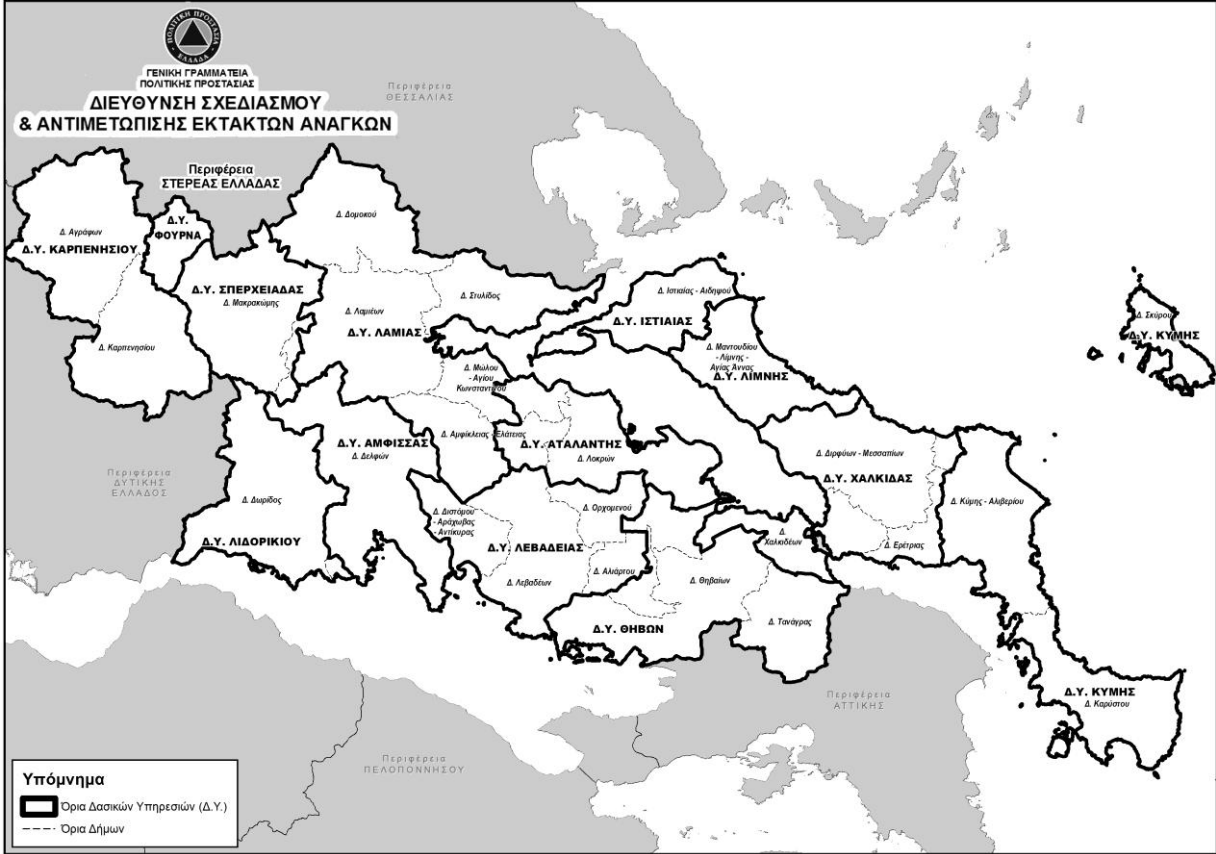 ΠΟΛΙΤΙΚΗ ΠΡΟΣΤΑΣΙΑ
ΕΛΛΑΔΑ
ΓΕΝΙΚΗ ΓΡΑΜΜΑΤΕΙΑ
ΠΟΛΙΤΙΚΗΣ ΠΡΟΣΤΑΣΙΑΣ
ΔΙΕΥΘΥΝΣΗ ΣΧΕΔΙΑΣΜΟΥ
& ΑΝΤΙΜΕΤΩΠΙΣΗΣ ΕΚΤΑΚΤΩΝ ΑΝΑΓΚΩΝ
Περιφέρεια
ΘΕΣΣΑΛΙΑΣ
Περιφέρεια
ΣΤΕΡΕΑΣ ΕΛΛΑΔΑΣ
Δ. Αγράφων
Δ.Υ. ΚΑΡΠΕΝΗΣΙΟΥ
Δ. Καρπενησίου
Δ.Υ.
ΦΟΥΡΝΑ
Δ. Δομοκού
Δ.Υ. ΣΠΕΡΧΕΙΑΔΑΣ
Δ. Μακρακώμης
Δ. Λαμιέων
Δ.Υ. ΛΑΜΙΑΣ
Δ. Στυλίδος
Δ. Μώλου
- Αγίου
Κωνσταντίνου
Δ. Ιστιαίας - Αιδηψού
Δ.Υ. ΙΣΤΙΑΙΑΣ
Δ. Μαντουδίου
- Λίμνης -
Αγίας Άννας
Δ.Υ. ΛΙΜΝΗΣ
Δ. Σκύρου
Δ.Υ. ΚΥΜΗΣ
Δ.Υ. ΑΜΦΙΣΣΑΣ
Δ. Δελφών
Δ. Αμφίκλειας - Ελάτειας
Δ.Υ. ΑΤΑΛΑΝΤΗΣ
Δ. Λοκρών
Δ. Διρφύων - Μεσσαπίων
Δ.Υ. ΧΑΛΚΙΔΑΣ
Δ. Ερέτριας
Δ. Κύμης - Αλιβερίου
Περιφέρεια
ΔΥΤΙΚΗΣ
ΕΛΛΑΔΟΣ
Δ. Δωρίδος
Δ.Υ. ΛΙΔΟΡΙΚΙΟΥ
Δ. Διστόμου
- Αράχωβας
- Αντίκυρας
Δ.Υ. ΛΕΒΑΔΕΙΑΣ
Δ. Λεβαδέων
Δ. Ορχομενού
Δ. Αλιάρτου
Δ.
Χαλκιδέων
Δ. Θηβαίων
Δ.Υ. ΘΗΒΩΝ
Δ. Τανάγρας
Δ.Υ. ΚΥΜΗΣ
Δ. Καρύστου
Περιφέρεια
ΑΤΤΙΚΗΣ
Περιφέρεια
ΠΕΛΟΠΟΝΝΗΣΟΥ
Υπόμνημα
Όρια Δασικών Υπηρεσιών (Δ.Υ.)
Όρια Δήμων